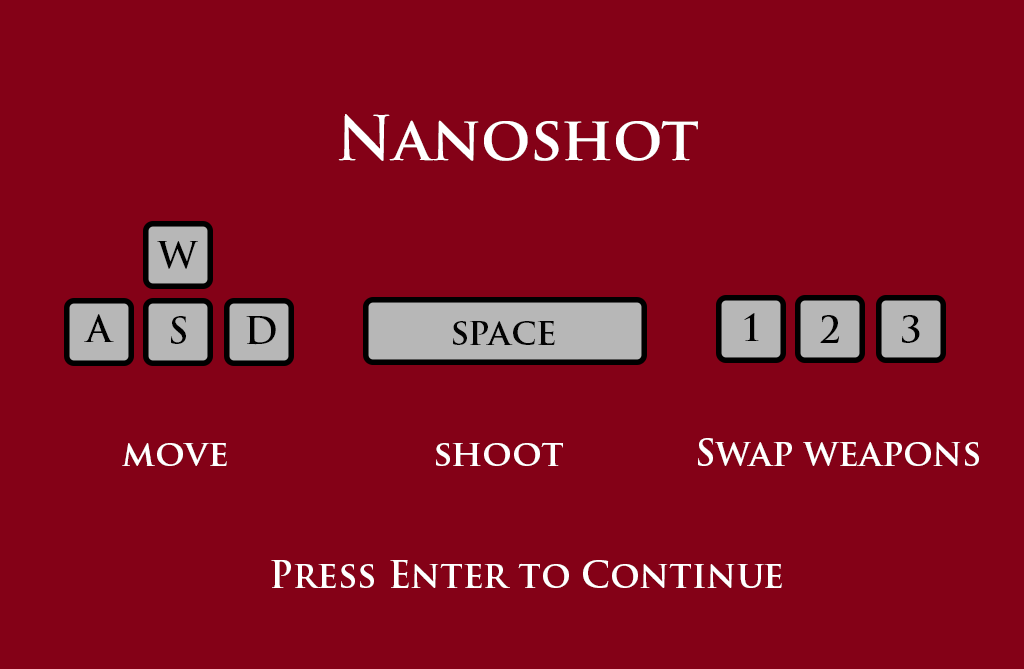 Nanoshot
W
A S D
space
1 2 3
move
shoot
Swap weapons
Press Enter to Continue